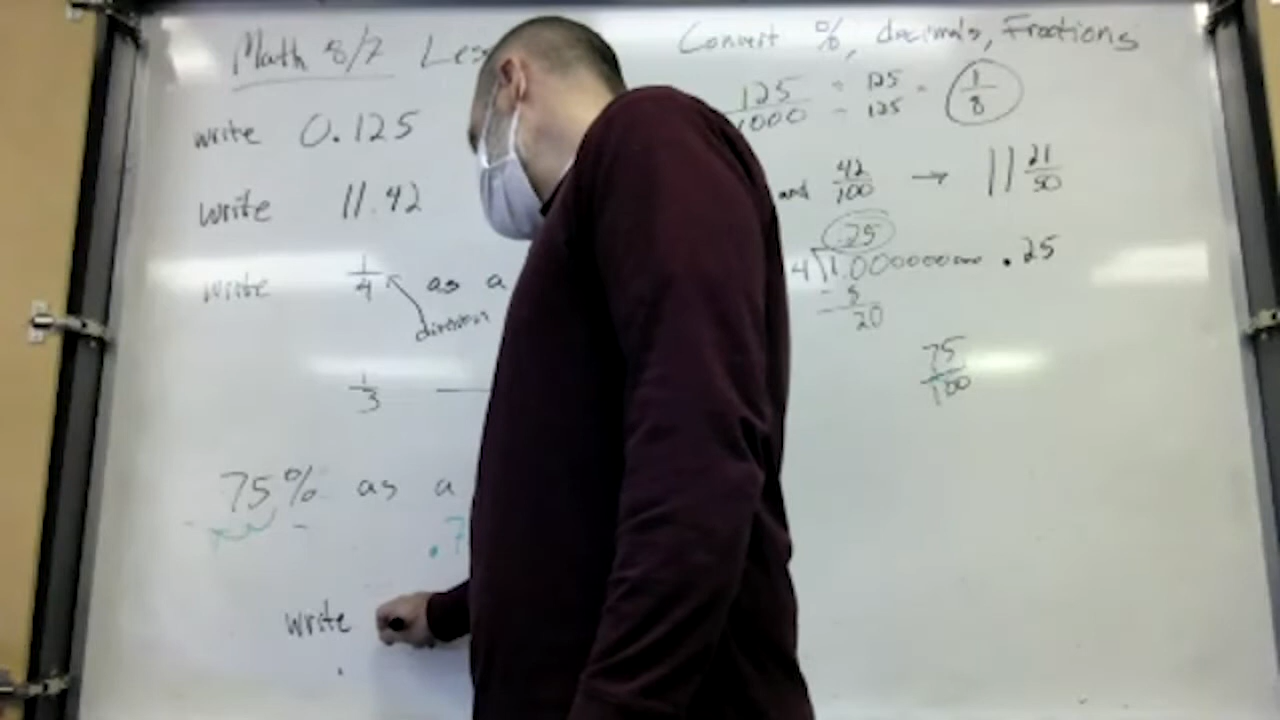 Math 8/7 Les Convert %, decimals, Fractions
write 0.125 125/1000 ÷ 125 ÷ 125 = 1/8
write 11.42 and 42/100 → 11 21/50
write 1/4 as a .25 4 1.00000000 .25
division - 8
20
1/3 75/100
75% as a
.7
write